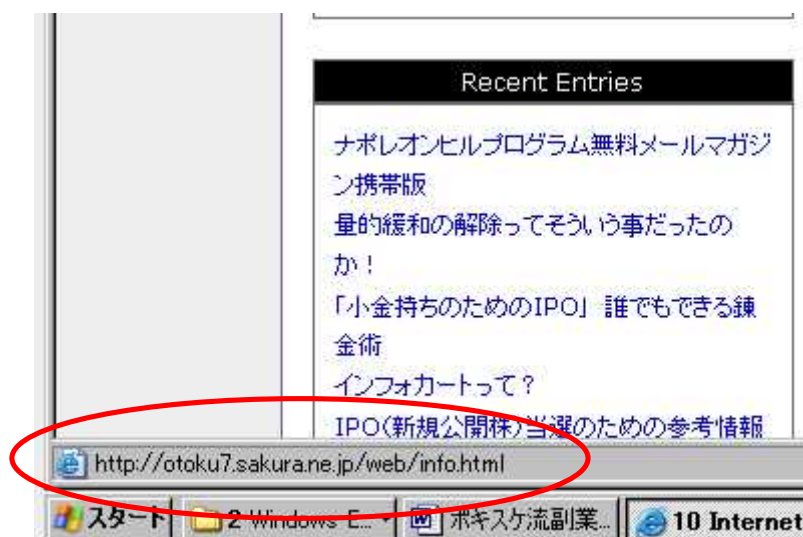 Recent Entries
ナポレオンヒルプログラム無料メールマガジ
ン携帯版
量的緩和の解除ってそういう事だったの
か！
「小金持ちのためのIPO」 誰でもできる錬
金術
インフォカートって？
IPO(新規公開株)当選のための参考情報
http://otoku7.sakura.ne.jp/web/info.html
スタート 2 Windows E... ポキスケ流副業... 10 Internet